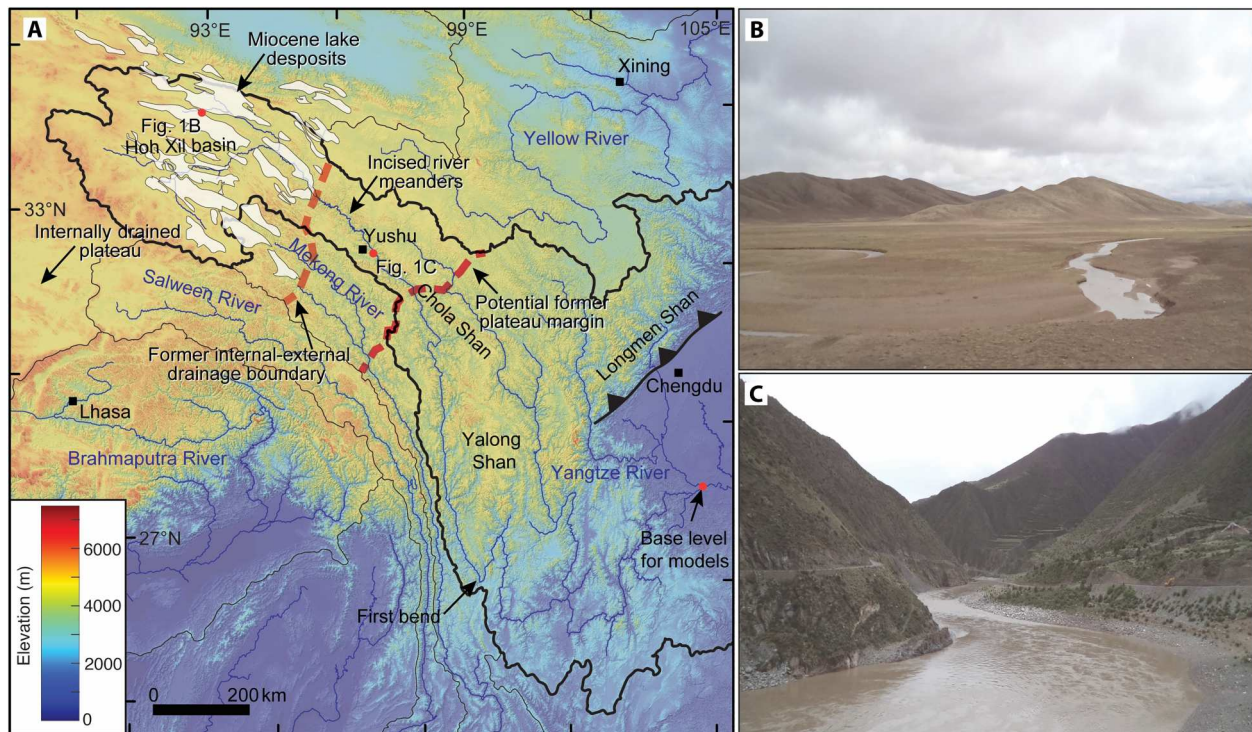 A
93°E
99°E
105°E
Miocene lake
desposits
Xining
Fig. 1B
Hoh Xil basin
Yellow River
Incised river
meanders
33°N
Internally drained
plateau
Yushu
Fig. 1C
Mekong River
Salween River
Chola Shan
Potential former
plateau margin
Longmen Shan
Former internal-external
drainage boundary
Chengdu
Lhasa
Brahmaputra River
Yalong
Shan
Yangtze River
Base level
for models
27°N
First bend
Elevation (m)
6000
4000
2000
0
0 200 km
B
C